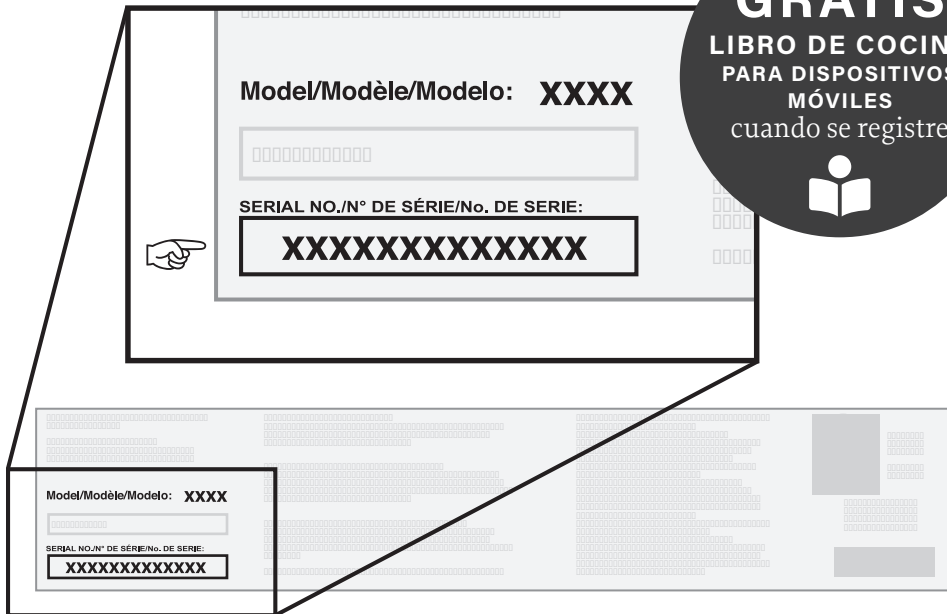 Model/Modèle/Modelo: XXXX
SERIAL NO./N° DE SÉRIE/No. DE SERIE:
XXXXXXXXXXXXX
GRATIS
LIBRO DE COCIN
PARA DISPOSITIVOS
MÓVILES
cuando se registre
Model/Modèle/Modelo: XXXX
SERIAL NO./N° DE SÉRIE/No. DE SERIE:
XXXXXXXXXXXXX